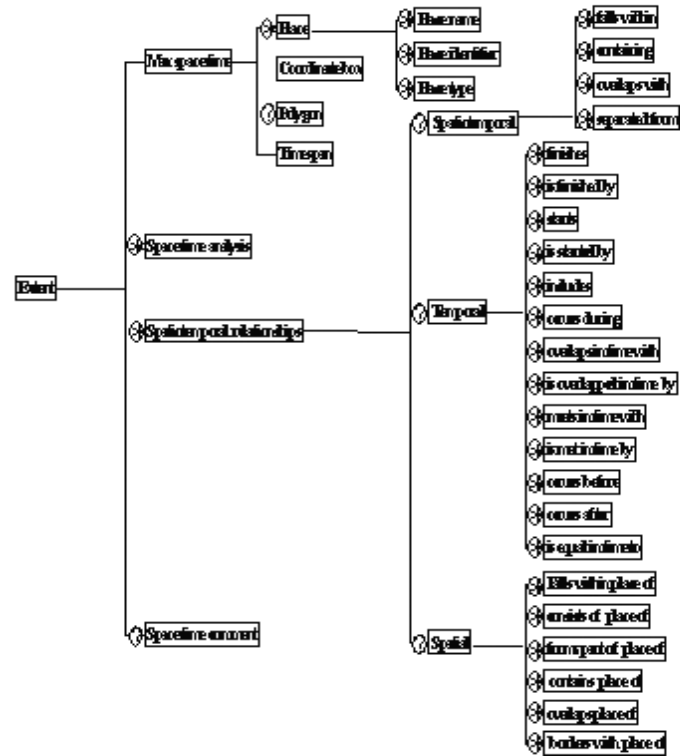 Extent
Max spacetime
Place
Place name
Place identifier
Place type
Coordinate box
Polygon
Timespan
Spacetime analysis
Spatiotemporal relationships
Spatiotemporal
falls within
containing
overlaps with
separated from
Temporal
finishes
is finished by
starts
is started by
includes
occurs during
overlaps in time with
is overlapped in time by
meets in time with
is met in time by
occurs before
occurs after
is equal in time to
Spatial
Falls within place of
consists of place of
forms part of place of
contains place of
overlaps place of
borders with place of
Spacetime comment